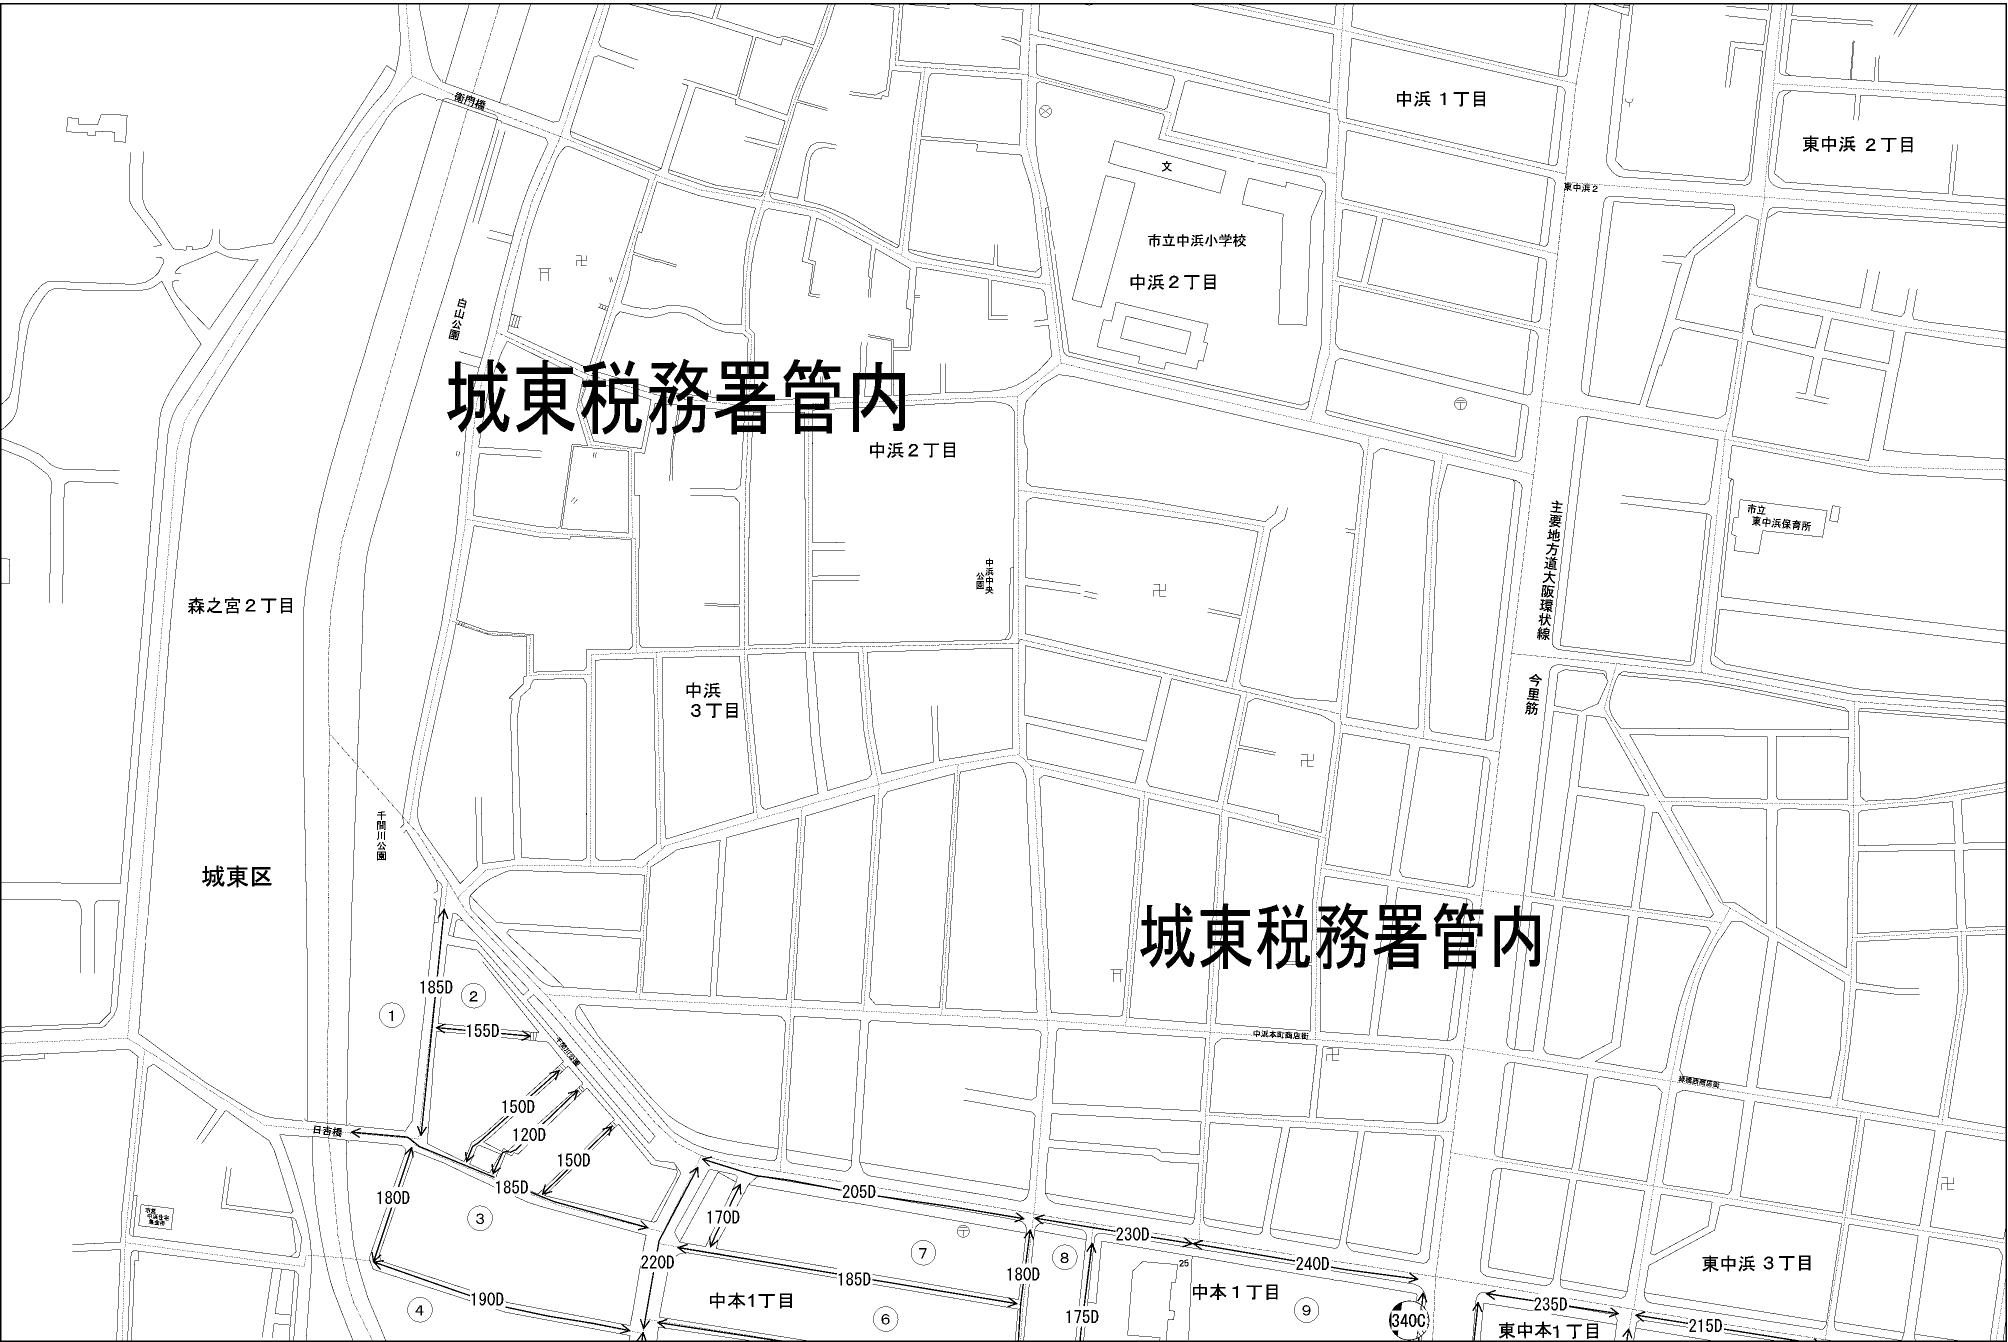 衛門橋
中浜 1丁目
東中浜 2丁目
文
東中浜2
市立中浜小学校
中浜2丁目
白山公園
城東税務署管内
中浜2丁目
主要地方道大阪環状線
市立
東中浜保育所
中浜中央
公園
森之宮2丁目
中浜
3丁目
今里筋
千間川公園
城東区
城東税務署管内
185D
①
②
155D
千間川公園
中浜本町商店街
150D
120D
日吉橋
150D
185D
180D
③
205D
170D
⑦
230D
⑧
240D
220D
185D
180D
190D
④
中本1丁目
⑥
175D
25
中本1丁目
⑨
340C
235D
東中本1丁目
215D
東中浜 3丁目